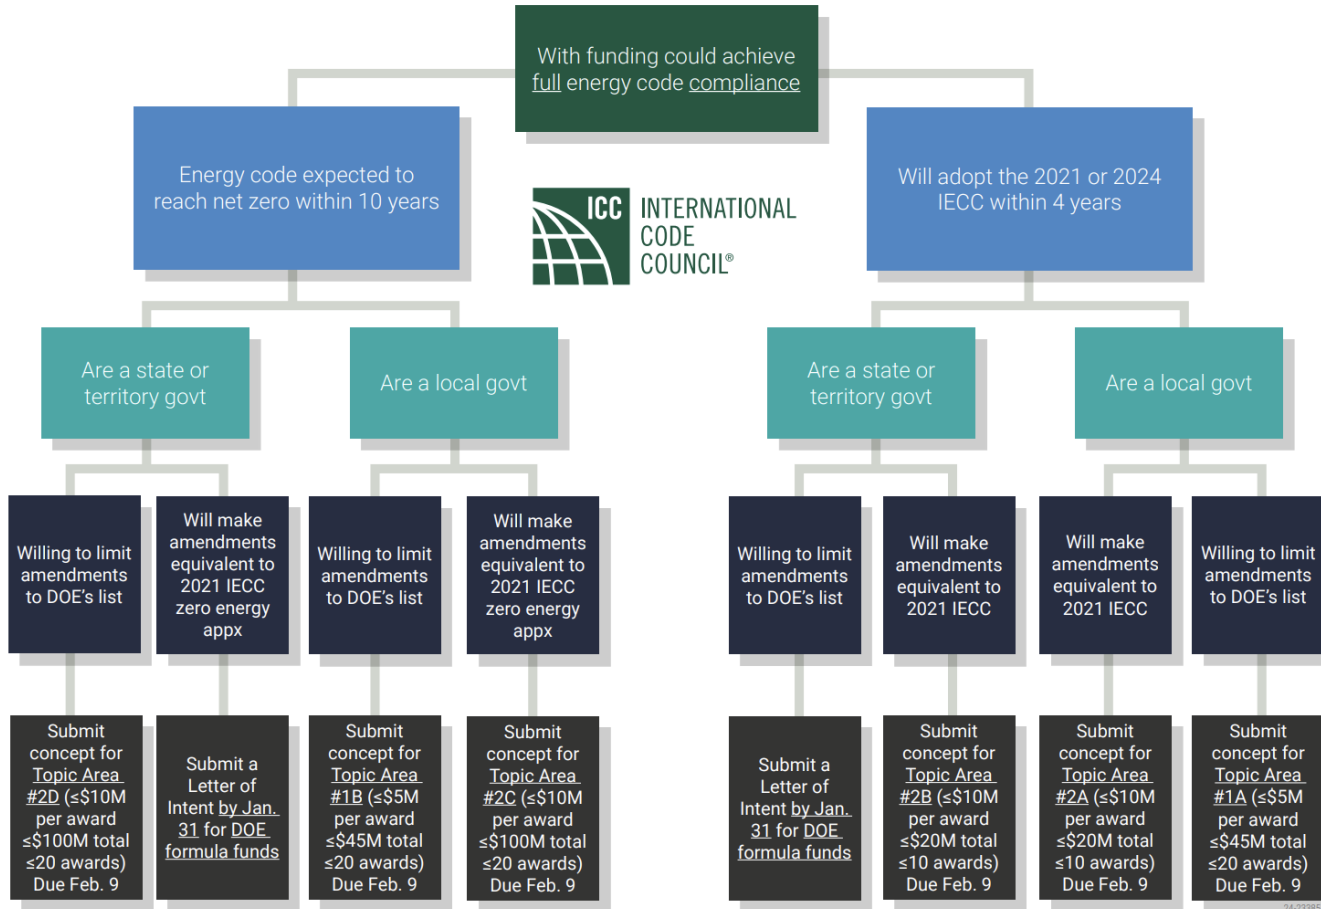 With funding could achieve
full energy code compliance
Energy code expected to
reach net zero within 10 years
ICC
INTERNATIONAL
CODE
COUNCIL®
Will adopt the 2021 or 2024
IECC within 4 years
Are a state or
territory govt
Are a local govt
Are a state or
territory govt
Are a local govt
Willing to limit
amendments
to DOE’s list
Will make
amendments
equivalent to
2021 IECC
zero energy
appx
Willing to limit
amendments
to DOE’s list
Will make
amendments
equivalent to
2021 IECC
zero energy
appx
Willing to limit
amendments
to DOE’s list
Will make
amendments
equivalent to
2021 IECC
Will make
amendments
equivalent to
2021 IECC
Willing to limit
amendments
to DOE’s list
Submit
concept for
Topic Area
#2D (≤$10M
per award
≤$100M total
≤20 awards)
Due Feb. 9
Submit a
Letter of
Intent by Jan.
31 for DOE
formula funds
Submit
concept for
Topic Area
#1B (≤$5M
per award
≤$45M total
≤20 awards)
Due Feb. 9
Submit
concept for
Topic Area
#2C (≤$10M
per award
≤$100M total
≤20 awards)
Due Feb. 9
Submit a
Letter of
Intent by Jan.
31 for DOE
formula funds
Submit
concept for
Topic Area
#2B (≤$10M
per award
≤$20M total
≤10 awards)
Due Feb. 9
Submit
concept for
Topic Area
#2A (≤$10M
per award
≤$20M total
≤10 awards)
Due Feb. 9
Submit
concept for
Topic Area
#1A (≤$5M
per award
≤$45M total
≤20 awards)
Due Feb. 9